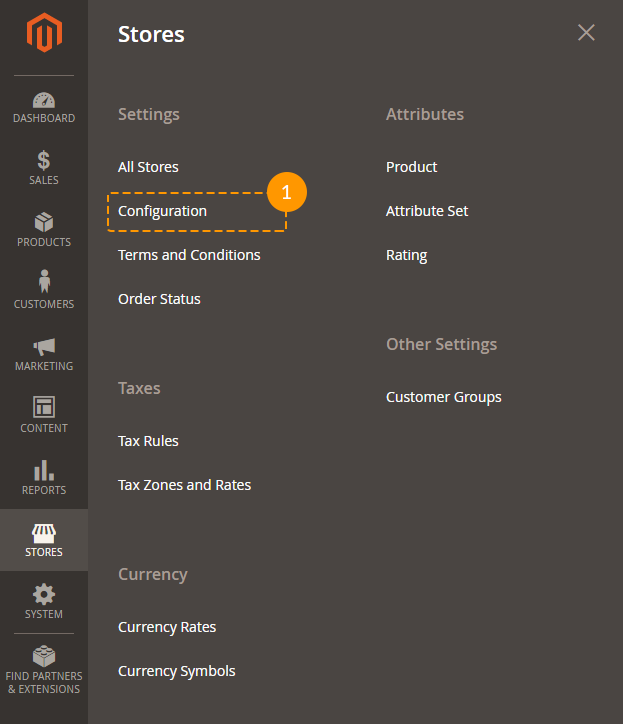 DASHBOARD
SALES
PRODUCTS
CUSTOMERS
MARKETING
CONTENT
REPORTS
STORES
SYSTEM
FIND PARTNERS
& EXTENSIONS
Stores
Settings
All Stores
Configuration
1
Terms and Conditions
Order Status
Taxes
Tax Rules
Tax Zones and Rates
Currency
Currency Rates
Currency Symbols
Attributes
Product
Attribute Set
Rating
Other Settings
Customer Groups